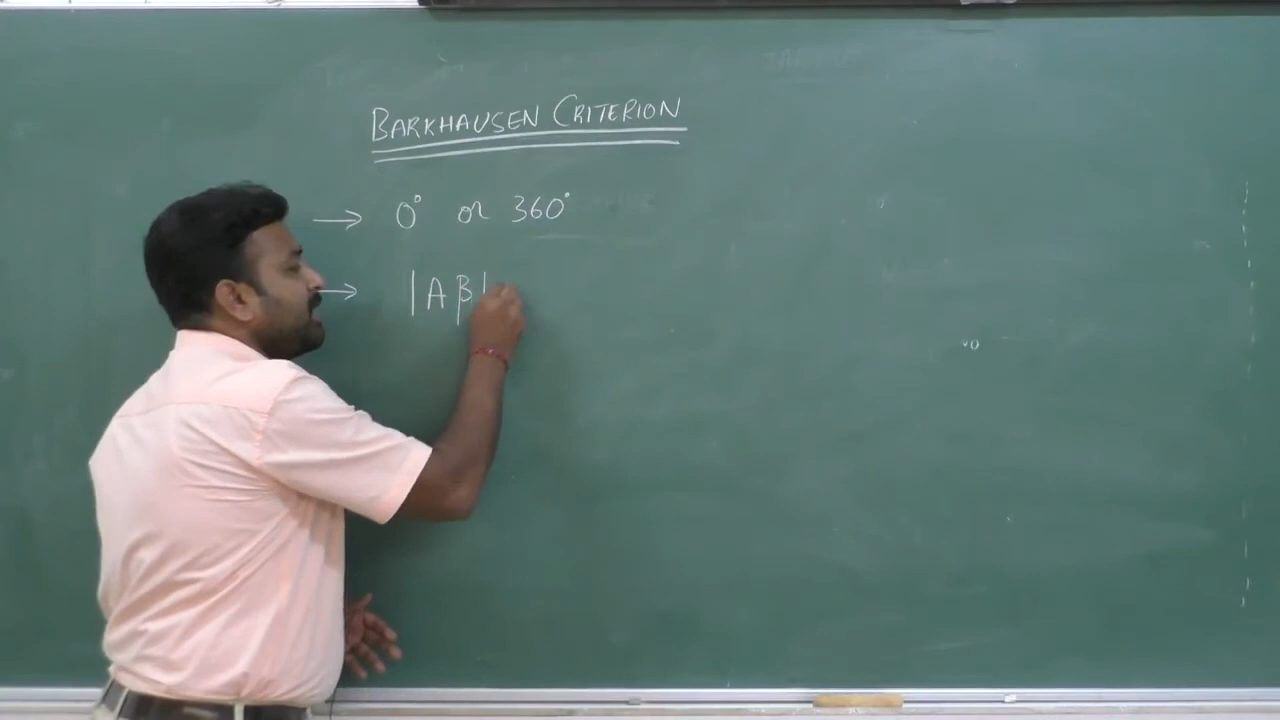 BARKHAUSEN CRITERION
→ 0° or 360°
→ |Aβ|